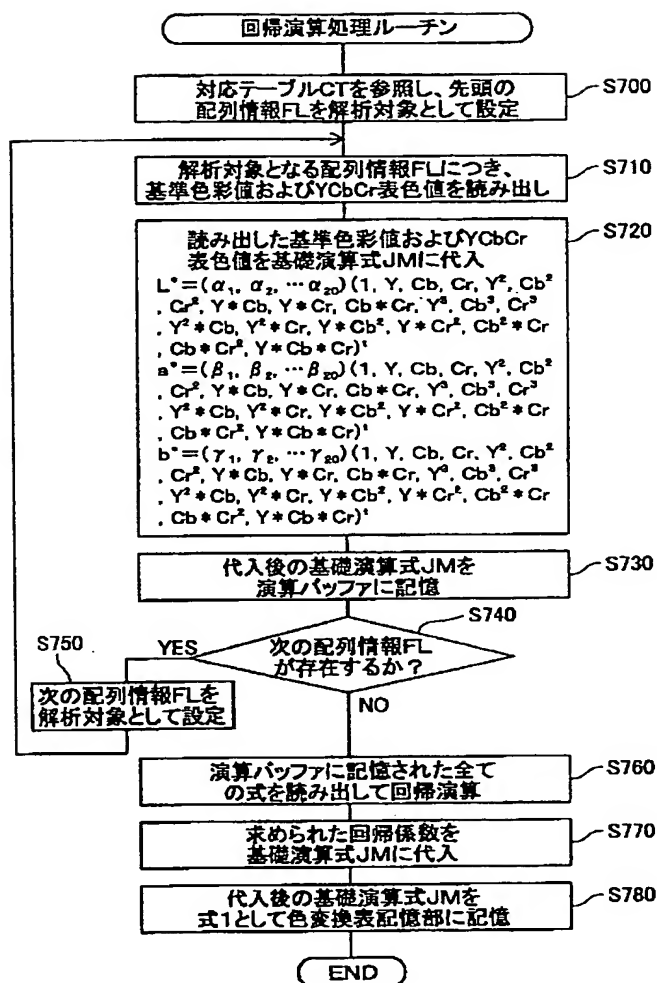 回帰演算処理ルーチン
対応テーブルCTを参照し、先頭の
配列情報FLを解析対象として設定
S700
解析対象となる配列情報FLにつき、
基準色彩値およびYCbCr表色値を読み出し
S710
読み出した基準色彩値およびYCbCr
表色値を基礎演算式JMに代入
S720
L*=(α₁, α₂, …α₂₀)(1, Y, Cb, Cr, Y², Cb²
, Cr², Y*Cb, Y*Cr, Cb*Cr, Y³, Cb³, Cr³
, Y²*Cb, Y²*Cr, Y*Cb², Y*Cr², Cb²*Cr
, Cb*Cr², Y*Cb*Cr)ᵗ
a*=(β₁, β₂, …β₂₀)(1, Y, Cb, Cr, Y², Cb²
, Cr², Y*Cb, Y*Cr, Cb*Cr, Y³, Cb³, Cr³
, Y²*Cb, Y²*Cr, Y*Cb², Y*Cr², Cb²*Cr
, Cb*Cr², Y*Cb*Cr)ᵗ
b*=(γ₁, γ₂, …γ₂₀)(1, Y, Cb, Cr, Y², Cb²
, Cr², Y*Cb, Y*Cr, Cb*Cr, Y³, Cb³, Cr³
, Y²*Cb, Y²*Cr, Y*Cb², Y*Cr², Cb²*Cr
, Cb*Cr², Y*Cb*Cr)ᵗ
代入後の基礎演算式JMを
演算バッファに記憶
S730
S740
次の配列情報FL
が存在するか？
YES
NO
S750
次の配列情報FLを
解析対象として設定
演算バッファに記憶された全て
の式を読み出して回帰演算
S760
求められた回帰係数を
基礎演算式JMに代入
S770
代入後の基礎演算式JMを
式1として色変換表記憶部に記憶
S780
END